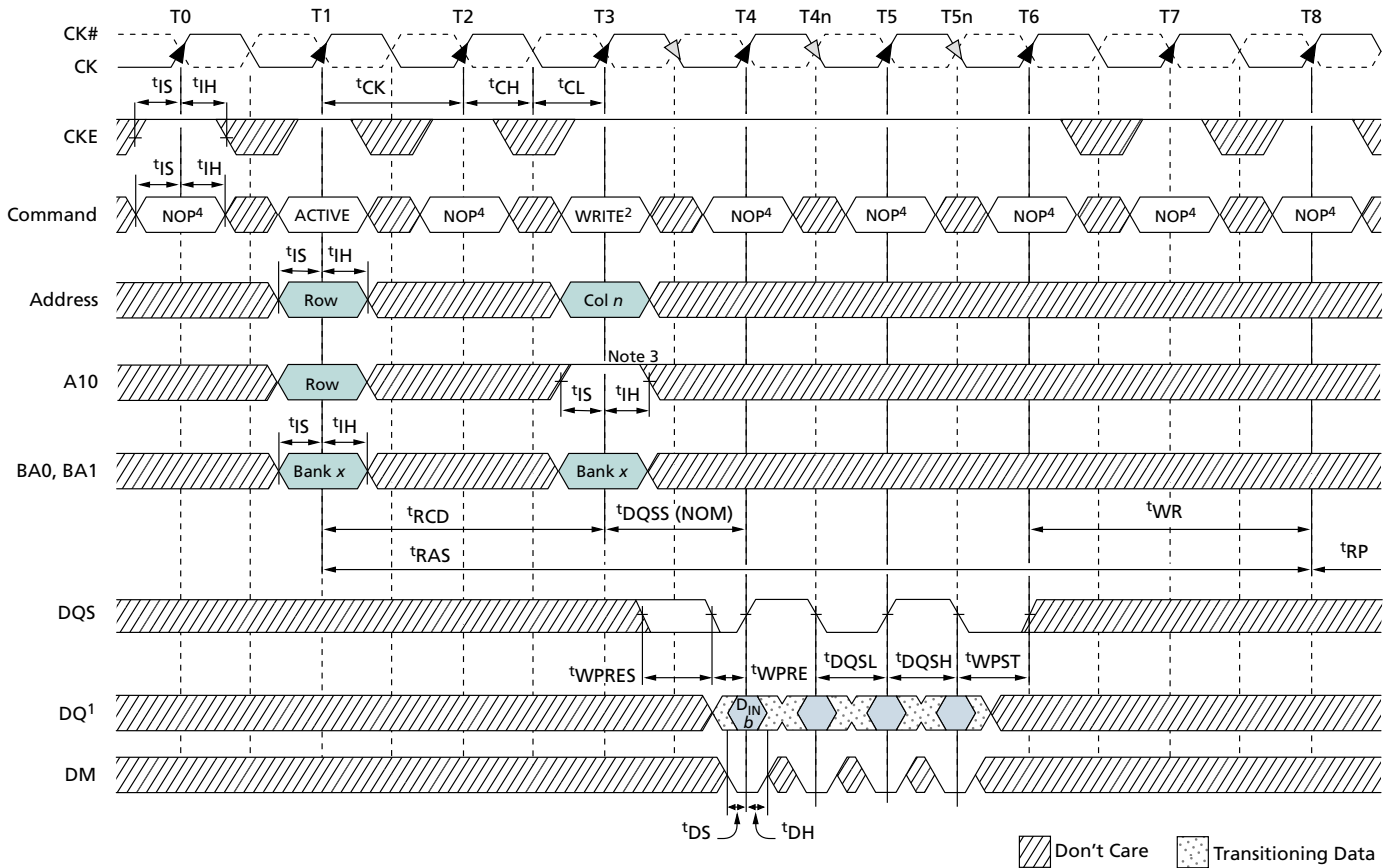 T0 T1 T2 T3 T4 T4n T5 T5n T6 T7 T8
CK#
CK
tIS tIH tCK tCH tCL
CKE
tIS tIH
Command NOP4 ACTIVE NOP4 WRITE2 NOP4 NOP4 NOP4 NOP4 NOP4
tIS tIH
Address Row Col n
Note 3
A10 Row
tIS tIH
tIS tIH
BA0, BA1 Bank x Bank x
tRCD tDQSS (NOM) tWR
tRAS tRP
DQS
tWPRES tWPRE tDQSL tDQSH tWPST
DQ1 DIN b
DM
tDS tDH
Don't Care Transitioning Data